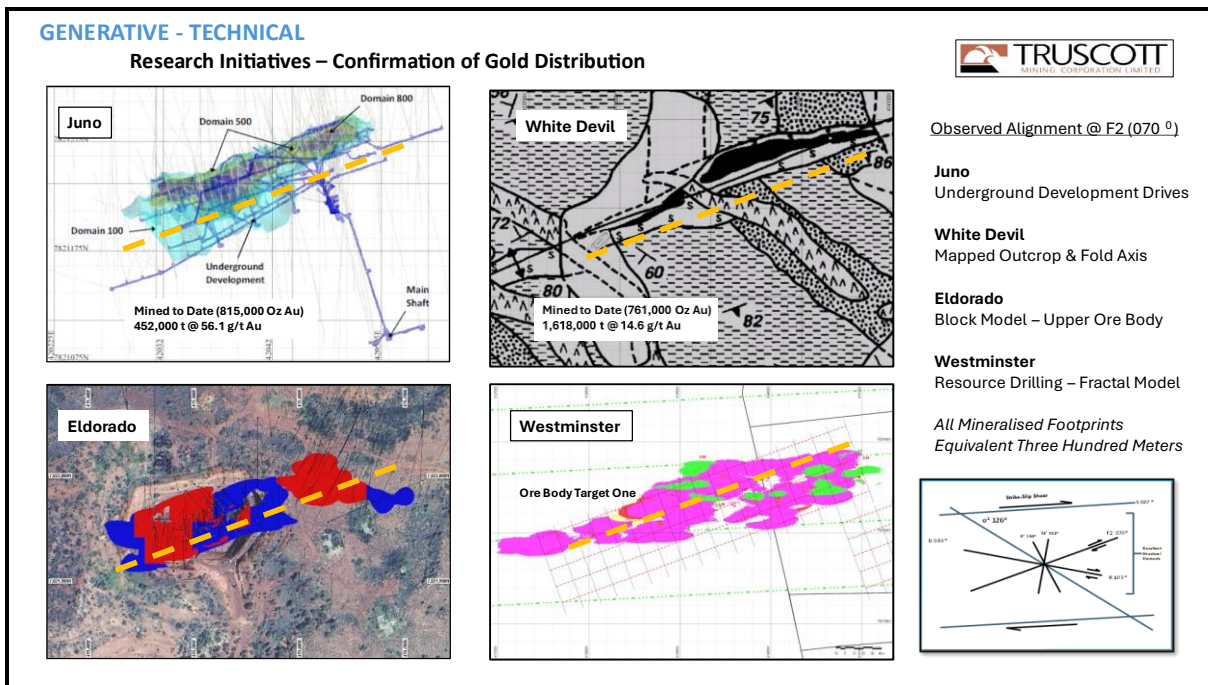 GENERATIVE - TECHNICAL
Research Initiatives – Confirmation of Gold Distribution
TRUSCOTT
MINING CORPORATION LIMITED
Juno
Domain 800
Domain 500
Domain 100
7821175N
Underground
Development
Main
Shaft
Mined to Date (815,000 Oz Au)
452,000 t @ 56.1 g/t Au
7821075N
White Devil
75
86
72
60
80
82
Mined to Date (761,000 Oz Au)
1,618,000 t @ 14.6 g/t Au
Eldorado
Westminster
Ore Body Target One
Observed Alignment @ F2 (070 ⁰)
Juno
Underground Development Drives
White Devil
Mapped Outcrop & Fold Axis
Eldorado
Block Model – Upper Ore Body
Westminster
Resource Drilling – Fractal Model
All Mineralised Footprints
Equivalent Three Hundred Meters
Strike-Slip Shear
σ¹ 126°
F2 070°
R 103°